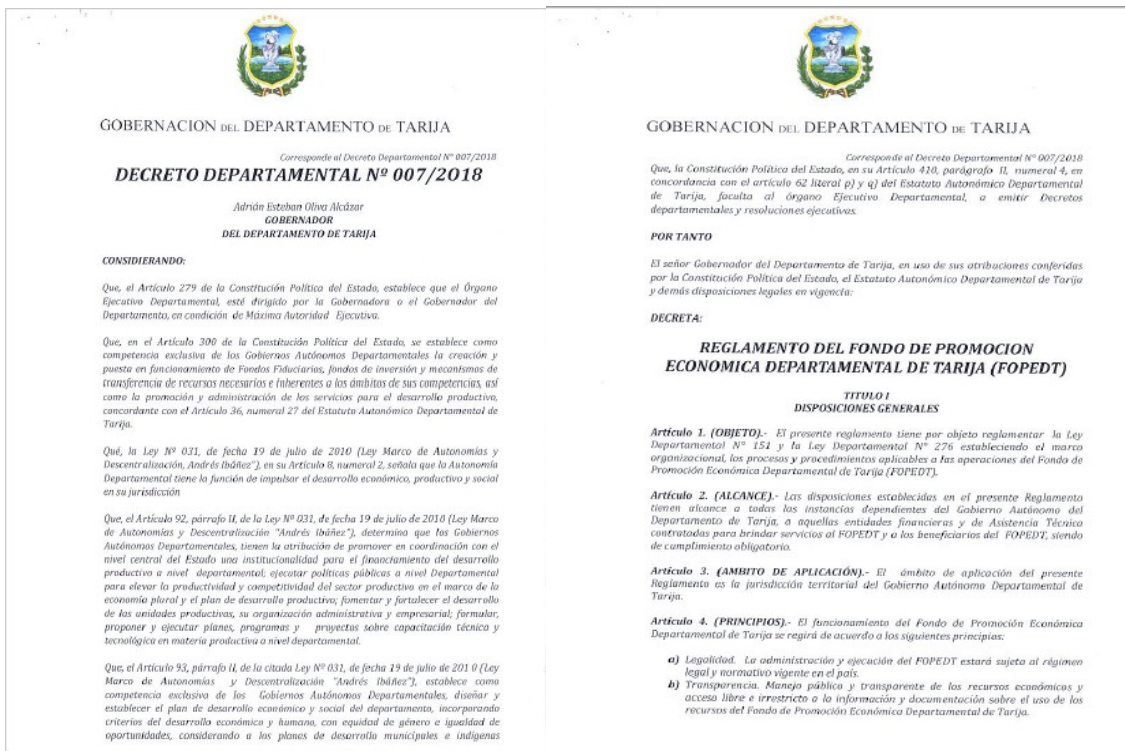 GOBERNACION DEL DEPARTAMENTO DE TARIJA
Corresponde al Decreto Departamental Nº 007/2018
DECRETO DEPARTAMENTAL Nº 007/2018
Adrián Esteban Oliva Alcázar
GOBERNADOR
DEL DEPARTAMENTO DE TARIJA
CONSIDERANDO:
Que, el Artículo 279 de la Constitución Política del Estado, establece que el Órgano
Ejecutivo Departamental, esté dirigido por la Gobernadora o el Gobernador del
Departamento, en condición de Máxima Autoridad Ejecutiva.
Que, en el Artículo 300 de la Constitución Política del Estado, se establece como
competencia exclusiva de los Gobiernos Autónomos Departamentales la creación y
puesta en funcionamiento de Fondos Fiduciarios, fondos de inversión y mecanismos de
transferencia de recursos necesarios e inherentes a los ámbitos de sus competencias, así
como la promoción y administración de los servicios para el desarrollo productivo,
concordante con el Artículo 36, numeral 27 del Estatuto Autonómico Departamental de
Tarija.
Qué, la Ley Nº 031, de fecha 19 de julio de 2010 (Ley Marco de Autonomías y
Descentralización, Andrés Ibáñez"), en su Artículo 8, numeral 2, señala que la Autonomía
Departamental tiene la función de impulsar el desarrollo económico, productivo y social
en su jurisdicción
Que, el Artículo 92, párrafo II, de la Ley Nº 031, de fecha 19 de julio de 2010 (Ley Marco
de Autonomías y Descentralización "Andrés Ibáñez"), determina que los Gobiernos
Autónomos Departamentales, tienen la atribución de promover en coordinación con el
nivel central del Estado una institucionalidad para el financiamiento del desarrollo
productivo a nivel departamental; ejecutar políticas públicas a nivel Departamental
para elevar la productividad y competitividad del sector productivo en el marco de la
economía plural y el plan de desarrollo productivo; fomentar y fortalecer el desarrollo
de las unidades productivas, su organización administrativa y empresarial; formular,
proponer y ejecutar planes, programas y proyectos sobre capacitación técnica y
tecnológica en materia productiva a nivel departamental.
Que, el Artículo 93, párrafo II, de la citada Ley Nº 031, de fecha 19 de julio de 201 0 (Ley
Marco de Autonomías y Descentralización "Andrés Ibáñez"), establece como
competencia exclusiva de los Gobiernos Autónomos Departamentales, diseñar y
establecer el plan de desarrollo económico y social del departamento, incorporando
criterios del desarrollo económico y humano, con equidad de género e igualdad de
oportunidades, considerando a los planes de desarrollo municipales e indígenas
GOBERNACION DEL DEPARTAMENTO DE TARIJA
Corresponde al Decreto Departamental Nº 007/2018
Que, la Constitución Política del Estado, en su Artículo 410, parágrafo II, numeral 4, en
concordancia con el artículo 62 literal p) y q) del Estatuto Autonómico Departamental
de Tarija, faculta al órgano Ejecutivo Departamental, a emitir Decretos
departamentales y resoluciones ejecutivas.
POR TANTO
El señor Gobernador del Departamento de Tarija, en uso de sus atribuciones conferidas
por la Constitución Política del Estado, el Estatuto Autonómico Departamental de Tarija
y demás disposiciones legales en vigencia:
DECRETA:
REGLAMENTO DEL FONDO DE PROMOCION
ECONOMICA DEPARTAMENTAL DE TARIJA (FOPEDT)
TITULO I
DISPOSICIONES GENERALES
Artículo 1. (OBJETO).- El presente reglamento tiene por objeto reglamentar la Ley
Departamental N° 151 y la Ley Departamental N° 276 estableciendo el marco
organizacional, los procesos y procedimientos aplicables a las operaciones del Fondo de
Promoción Económica Departamental de Tarija (FOPEDT).
Artículo 2. (ALCANCE).- Las disposiciones establecidas en el presente Reglamento
tienen alcance a todas las instancias dependientes del Gobierno Autónomo del
Departamento de Tarija, a aquellas entidades financieras y de Asistencia Técnica
contratadas para brindar servicios al FOPEDT y a los beneficiarios del FOPEDT, siendo
de cumplimiento obligatorio.
Artículo 3. (AMBITO DE APLICACIÓN).- El ámbito de aplicación del presente
Reglamento es la jurisdicción territorial del Gobierno Autónomo Departamental de
Tarija.
Artículo 4. (PRINCIPIOS).- El funcionamiento del Fondo de Promoción Económica
Departamental de Tarija se regirá de acuerdo a los siguientes principios:
a) Legalidad. La administración y ejecución del FOPEDT estará sujeta al régimen
legal y normativo vigente en el país.
b) Transparencia. Manejo público y transparente de los recursos económicos y
acceso libre e irrestricto a la información y documentación sobre el uso de los
recursos del Fondo de Promoción Económica Departamental de Tarija.